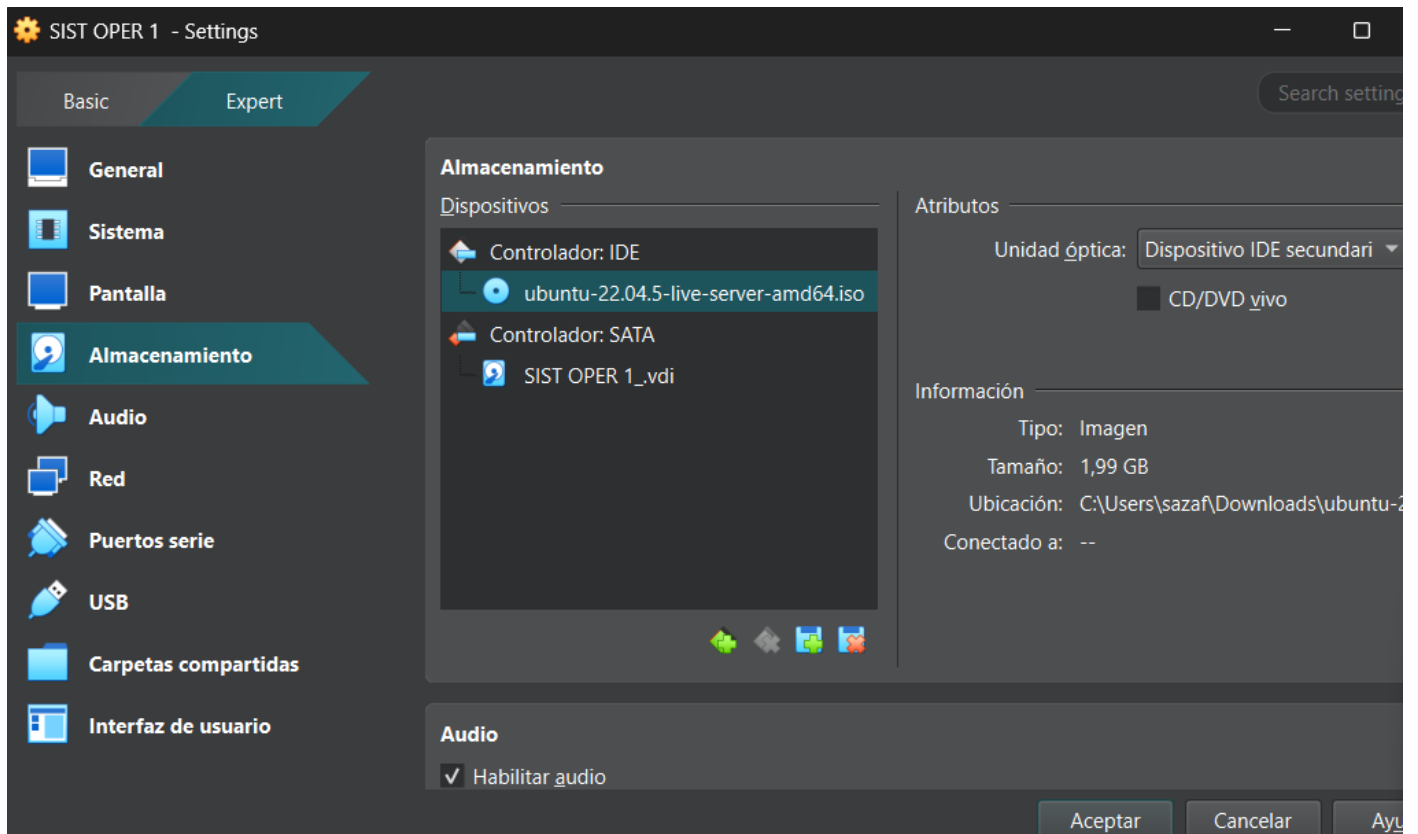 SIST OPER 1 - Settings
Basic
Expert
Search setting
General
Sistema
Pantalla
Almacenamiento
Audio
Red
Puertos serie
USB
Carpetas compartidas
Interfaz de usuario
Almacenamiento
Dispositivos
Controlador: IDE
ubuntu-22.04.5-live-server-amd64.iso
Controlador: SATA
SIST OPER 1_.vdi
Atributos
Unidad óptica: Dispositivo IDE secundari
CD/DVD vivo
Información
Tipo: Imagen
Tamaño: 1,99 GB
Ubicación: C:\Users\sazaf\Downloads\ubuntu-2
Conectado a: --
Audio
Habilitar audio
Aceptar
Cancelar
Ayu